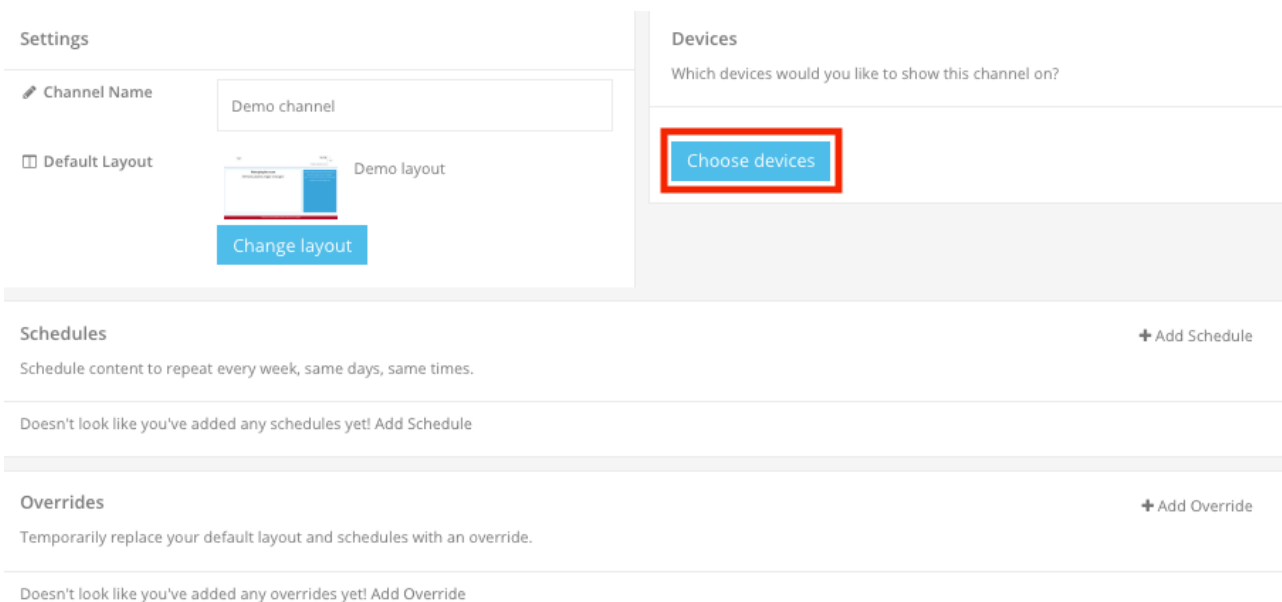 Settings
Channel Name
Demo channel
Default Layout
Demo layout
Change layout
Devices
Which devices would you like to show this channel on?
Choose devices
Schedules
+ Add Schedule
Schedule content to repeat every week, same days, same times.
Doesn't look like you've added any schedules yet! Add Schedule
Overrides
+ Add Override
Temporarily replace your default layout and schedules with an override.
Doesn't look like you've added any overrides yet! Add Override